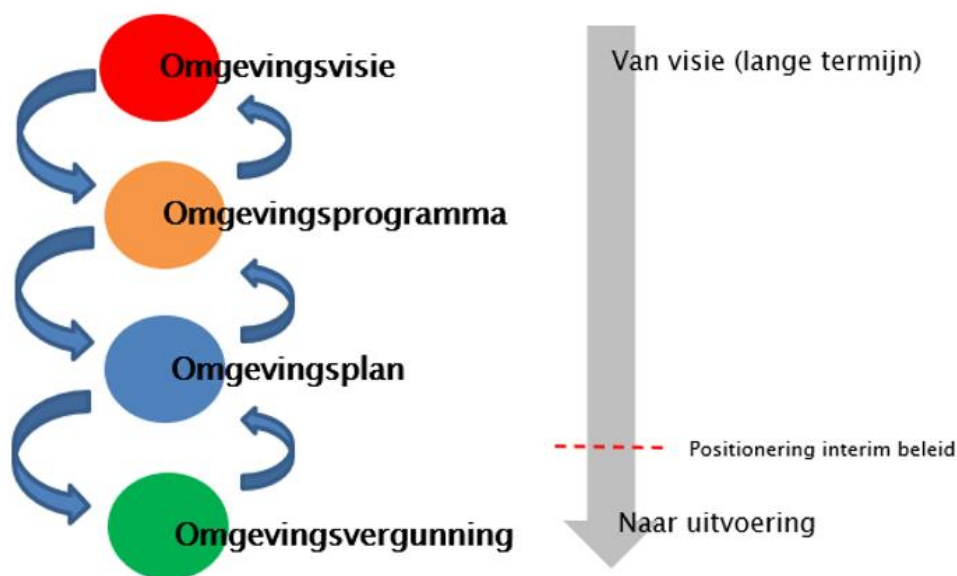 Omgevingsvisie
Van visie (lange termijn)
Omgevingsprogramma
Omgevingsplan
Positionering interim beleid
Naar uitvoering
Omgevingsvergunning